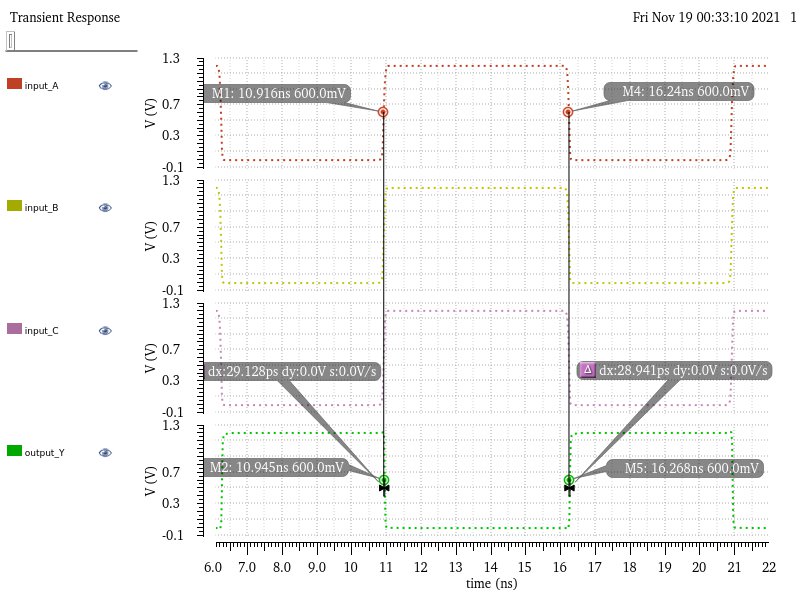 Transient Response
Fri Nov 19 00:33:10 2021 1
input_A
1.3
0.7
0.3
-0.1
V (V)
M1: 10.916ns 600.0mV
M4: 16.24ns 600.0mV
input_B
1.3
0.7
0.3
-0.1
V (V)
input_C
1.3
0.7
0.3
-0.1
V (V)
dx:29.128ps dy:0.0V s:0.0V/s
Δ dx:28.941ps dy:0.0V s:0.0V/s
output_Y
1.3
0.7
0.3
-0.1
V (V)
M2: 10.945ns 600.0mV
M5: 16.268ns 600.0mV
6.0 7.0 8.0 9.0 10 11 12 13 14 15 16 17 18 19 20 21 22
time (ns)